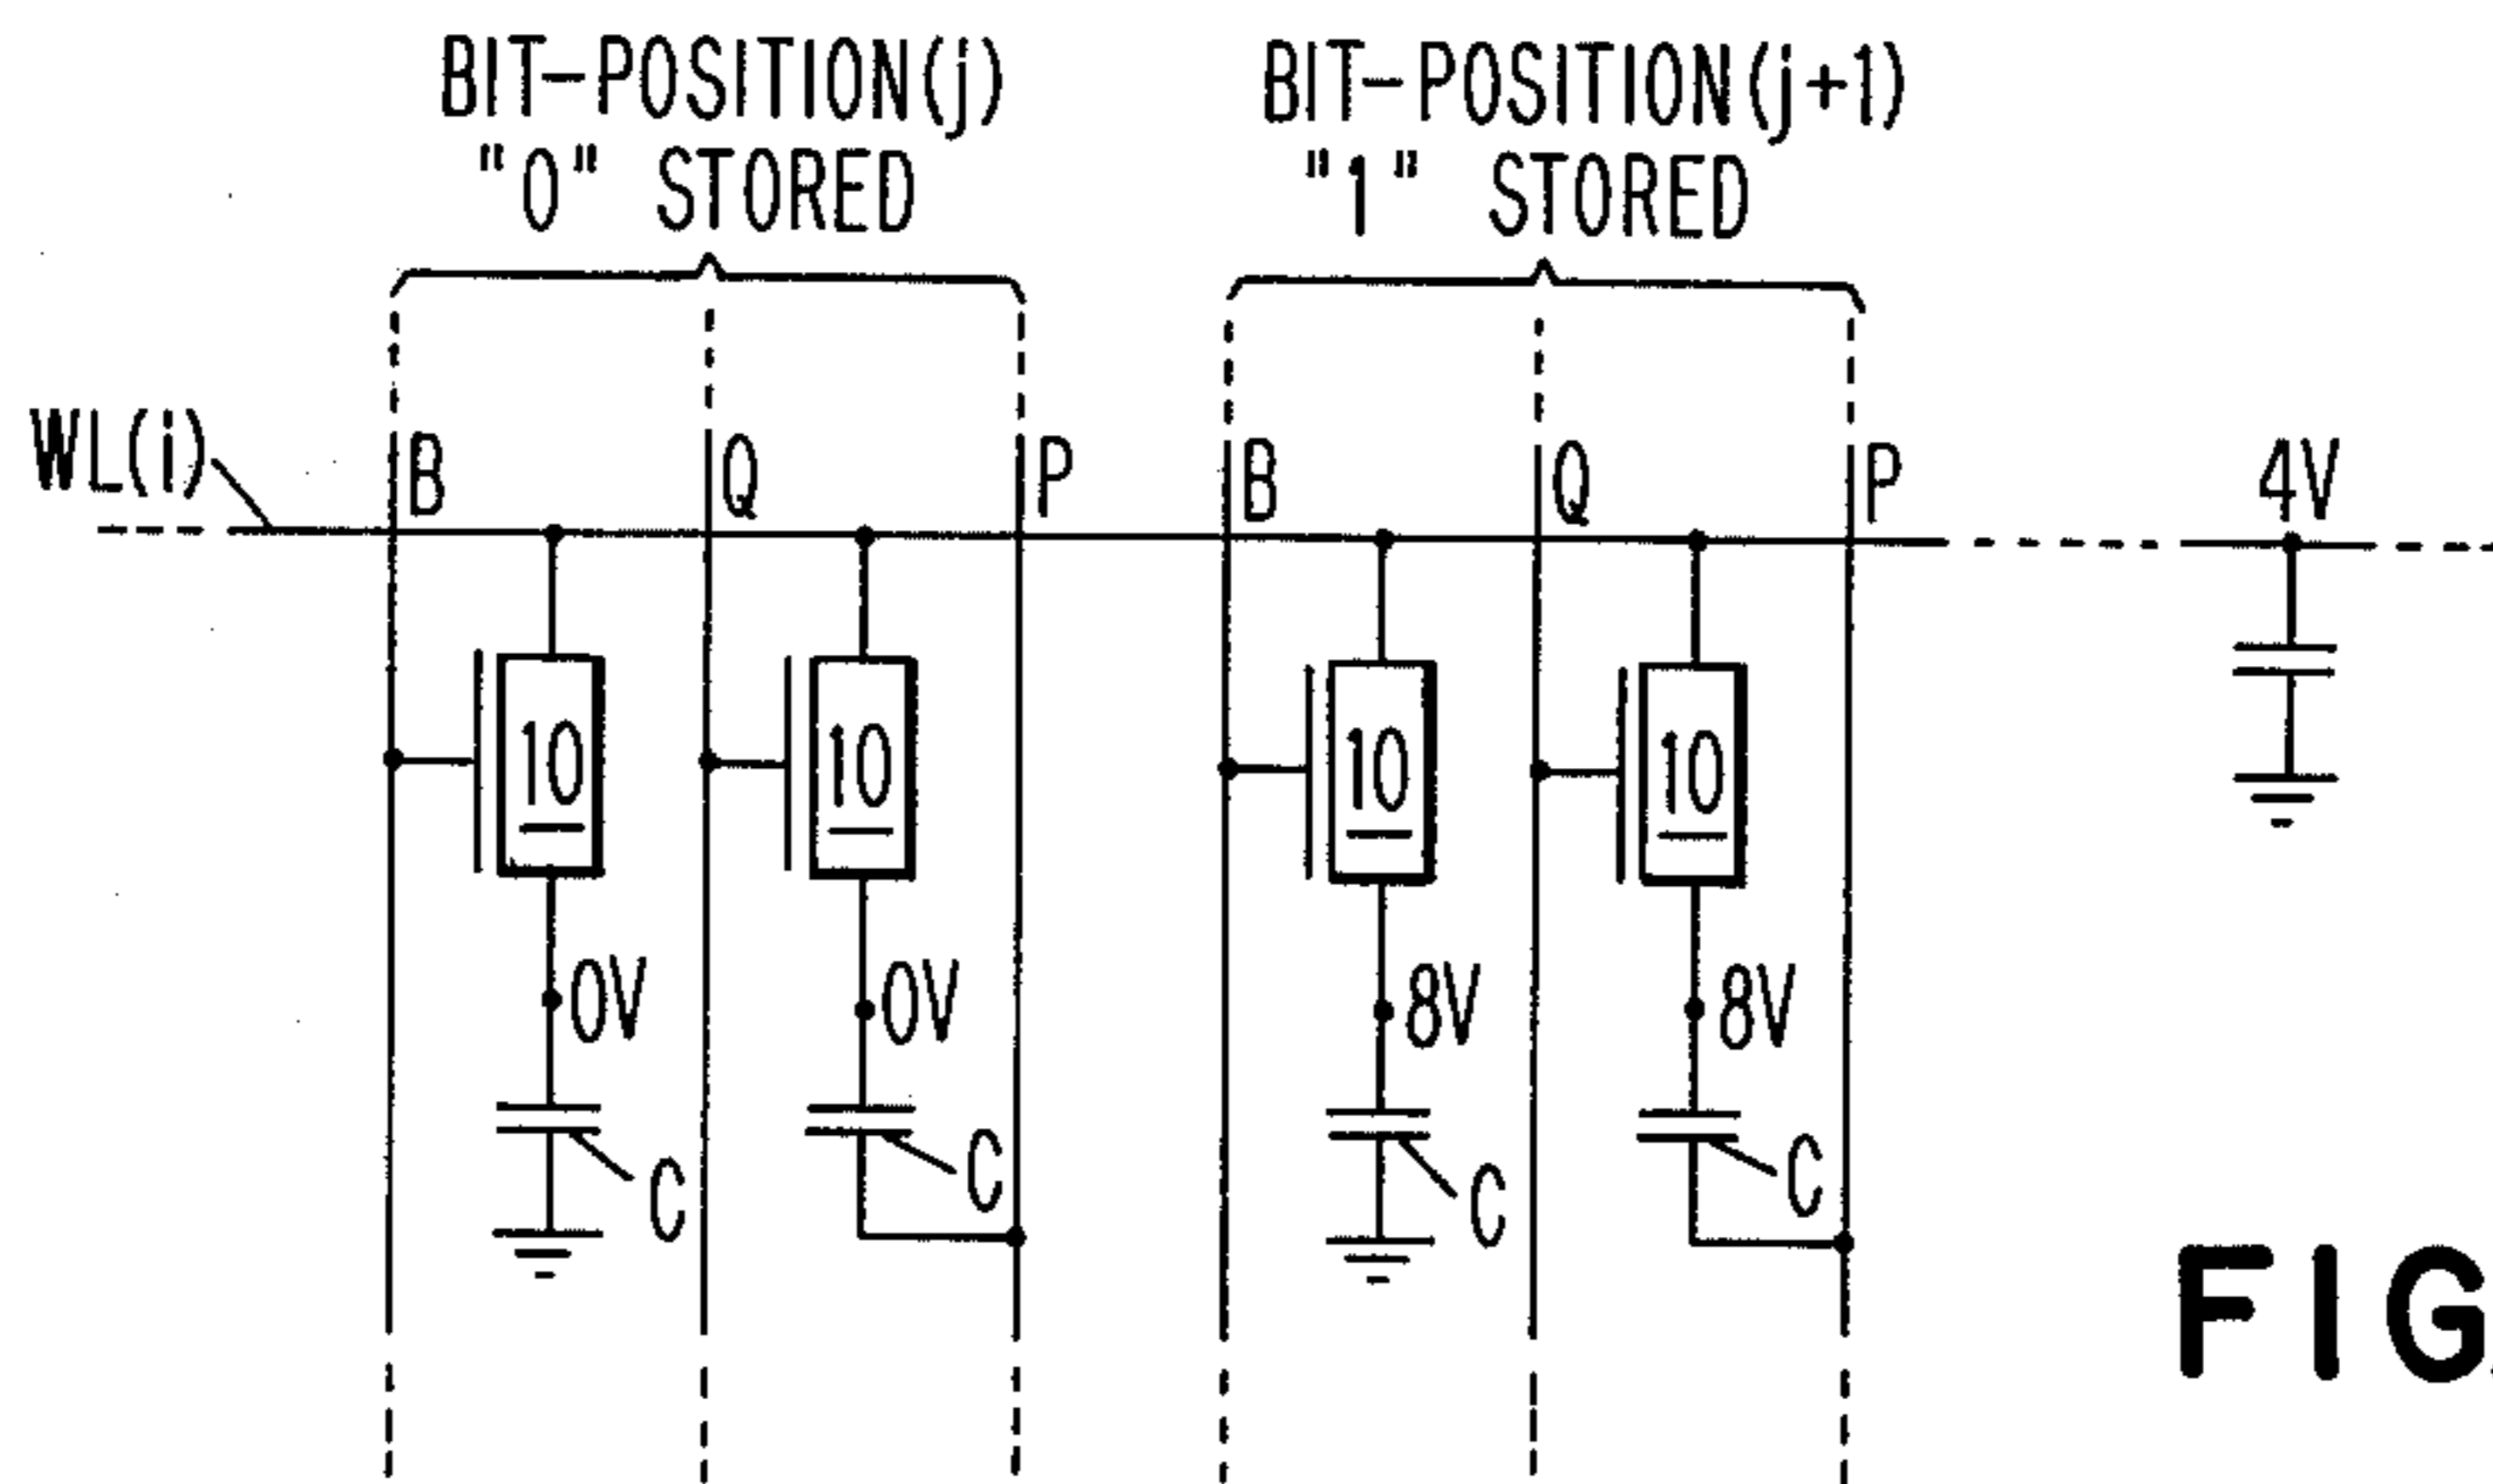 BIT-POSITION(j)
"0" STORED
BIT-POSITION(j+1)
"1" STORED
WL(i)
B
Q
P
B
Q
P
4V
10
10
10
10
0V
0V
8V
8V
C
C
C
C
FIG